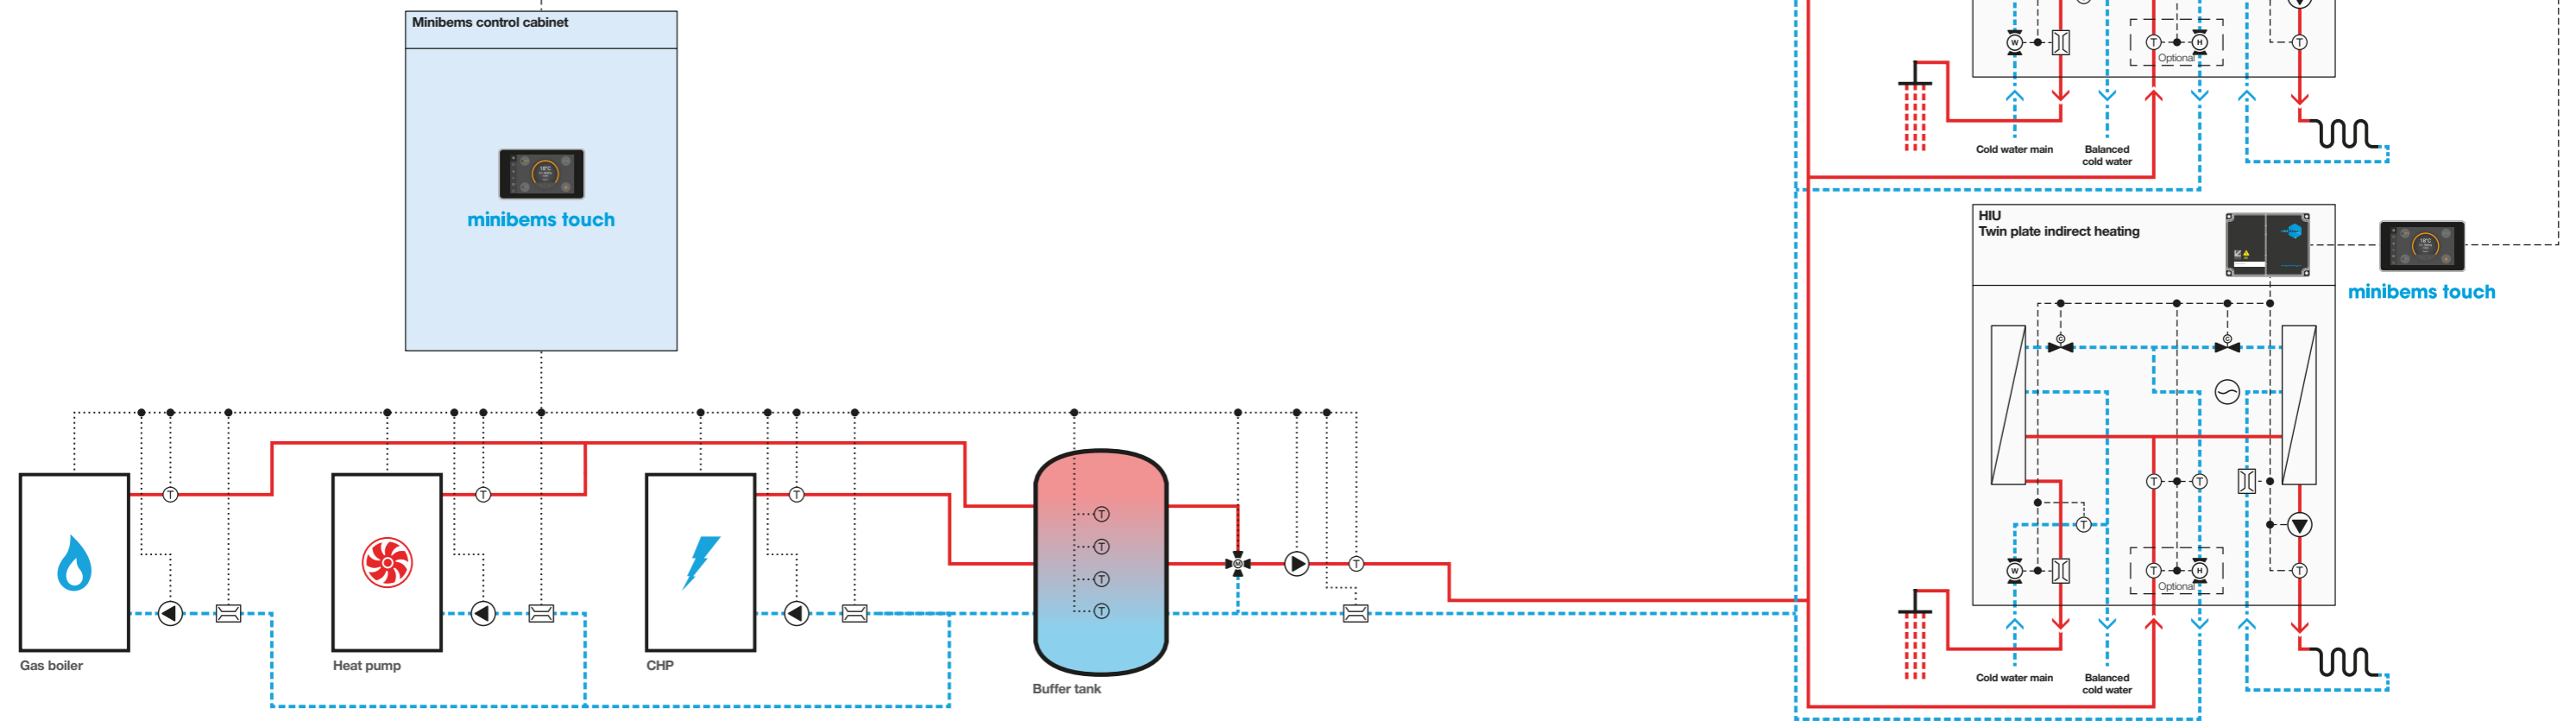 Minibems control cabinet
minibems touch
W
T
H
T
Optional
Cold water main
Balanced
cold water
HIU
Twin plate indirect heating
18°C
minibems touch
C
C
T
T
T
W
T
H
T
Optional
Cold water main
Balanced
cold water
T
T
T
T
T
T
T
M
T
Gas boiler
Heat pump
CHP
Buffer tank